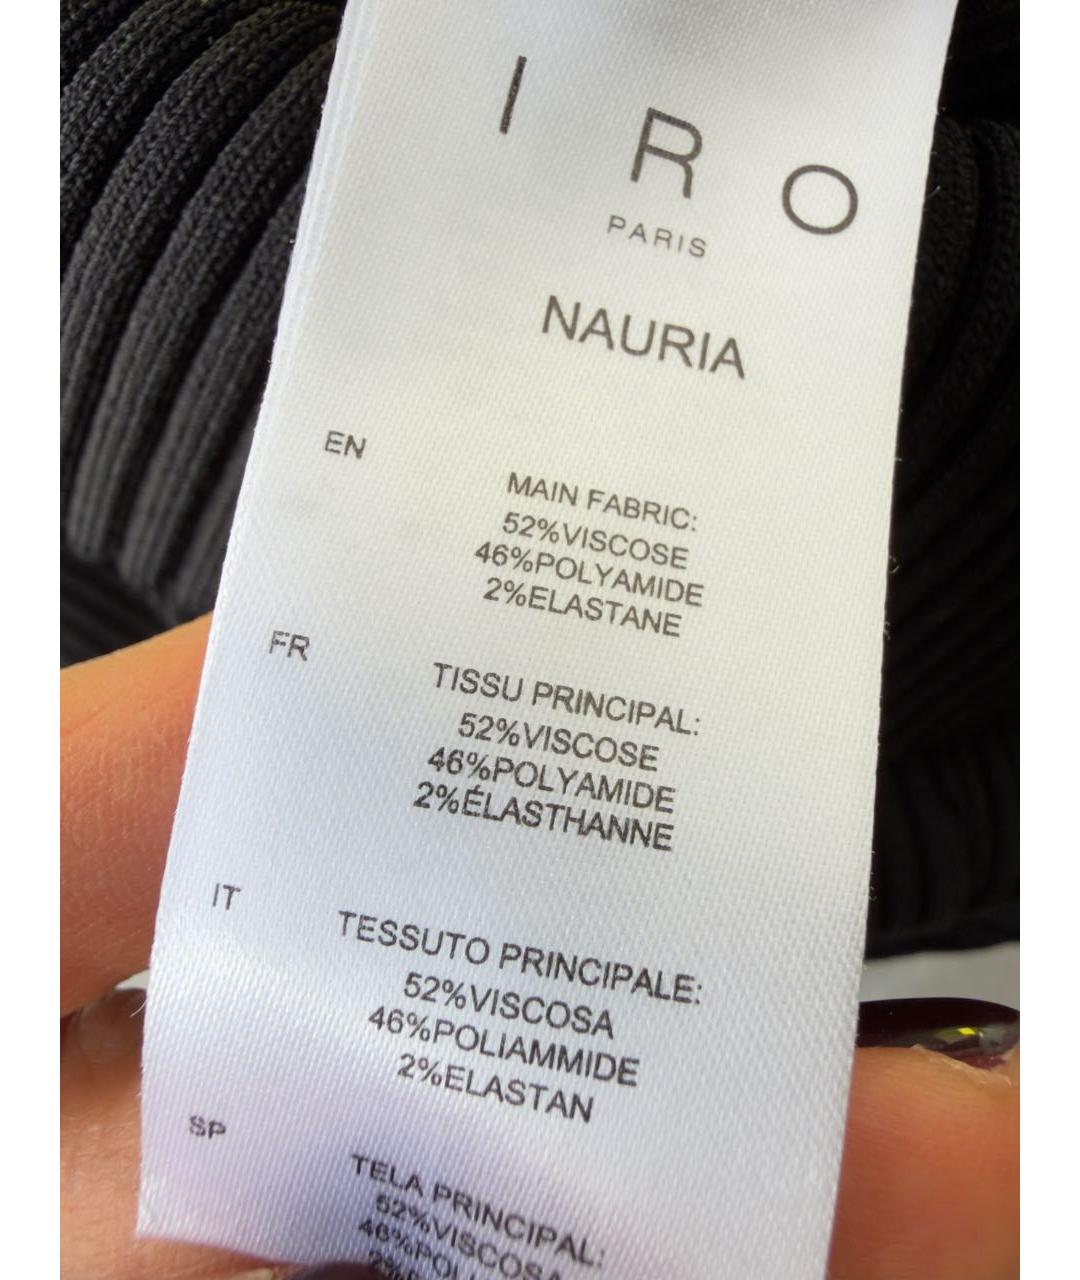 IRO
PARIS
NAURIA
EN
MAIN FABRIC:
52%VISCOSE
46%POLYAMIDE
2%ELASTANE
FR
TISSU PRINCIPAL:
52%VISCOSE
46%POLYAMIDE
2%ÉLASTHANNE
IT
TESSUTO PRINCIPALE:
52%VISCOSA
46%POLIAMMIDE
2%ELASTAN
SP
TELA PRINCIPAL:
52%VISCOSA